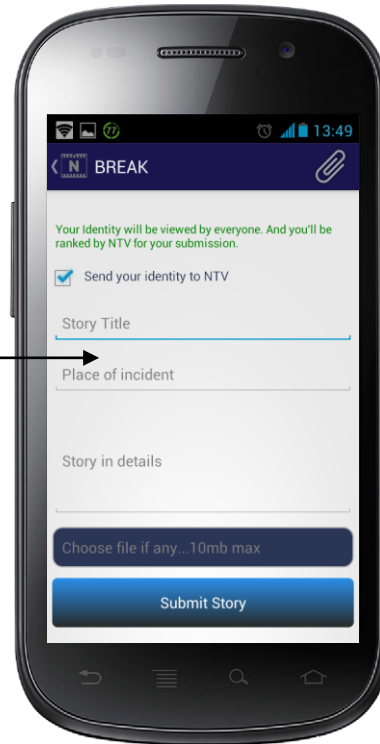 77
13:49
N BREAK
Your Identity will be viewed by everyone. And you'll be
ranked by NTV for your submission.
Send your identity to NTV
Story Title
Place of incident
Story in details
Choose file if any...10mb max
Submit Story